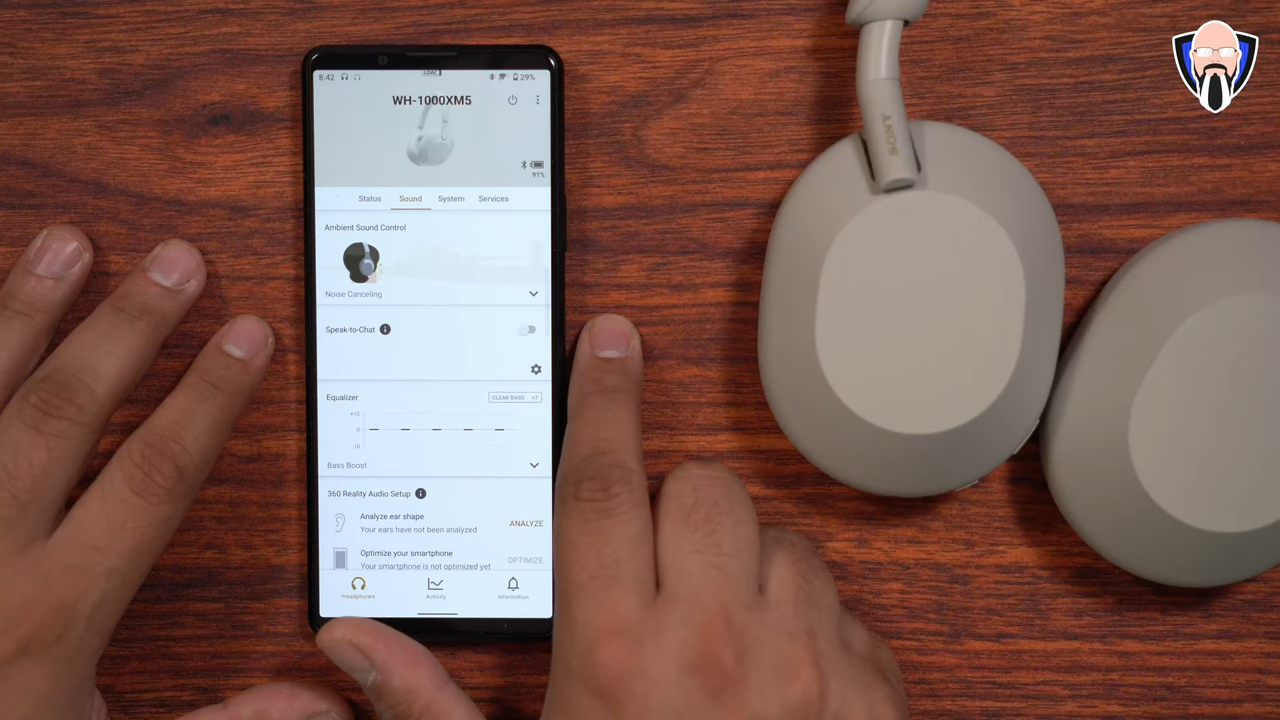 8:42
LDAC
29%
WH-1000XM5
91%
Status Sound System Services
Ambient Sound Control
Noise Canceling
Speak-to-Chat
Equalizer
CLEAR BASS +7
+10
0
-10
Bass Boost
360 Reality Audio Setup
Analyze ear shape
Your ears have not been analyzed
ANALYZE
Optimize your smartphone
Your smartphone is not optimized yet
OPTIMIZE
Headphones Activity Information
SONY